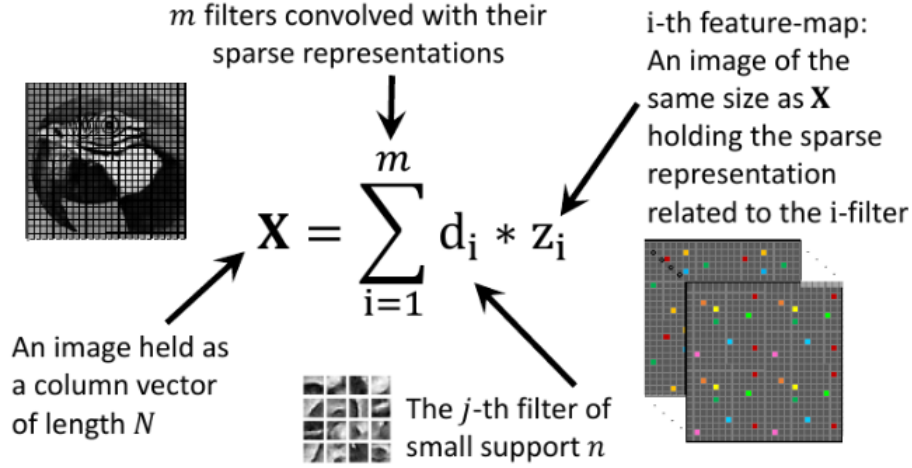 m filters convolved with their
sparse representations
i-th feature-map:
An image of the
same size as X
holding the sparse
representation
related to the i-filter
X = ∑_{i=1}^{m} d_i * z_i
An image held as
a column vector
of length N
The j-th filter of
small support n